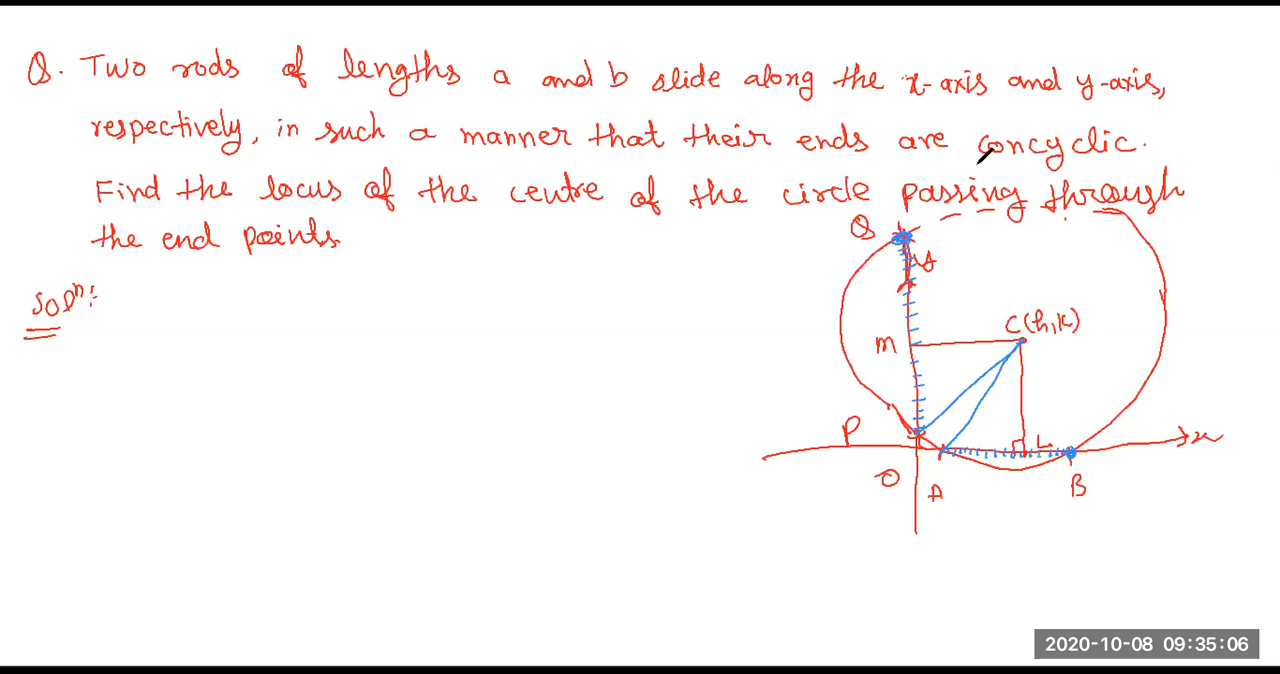 Q. Two rods of lengths a and b slide along the x-axis and y-axis,
respectively, in such a manner that their ends are concyclic.
Find the locus of the centre of the circle passing through
the end points.
Solⁿ:
Q
y
C(h,k)
M
P
L
x
O
A
B
2020-10-08 09:35:06